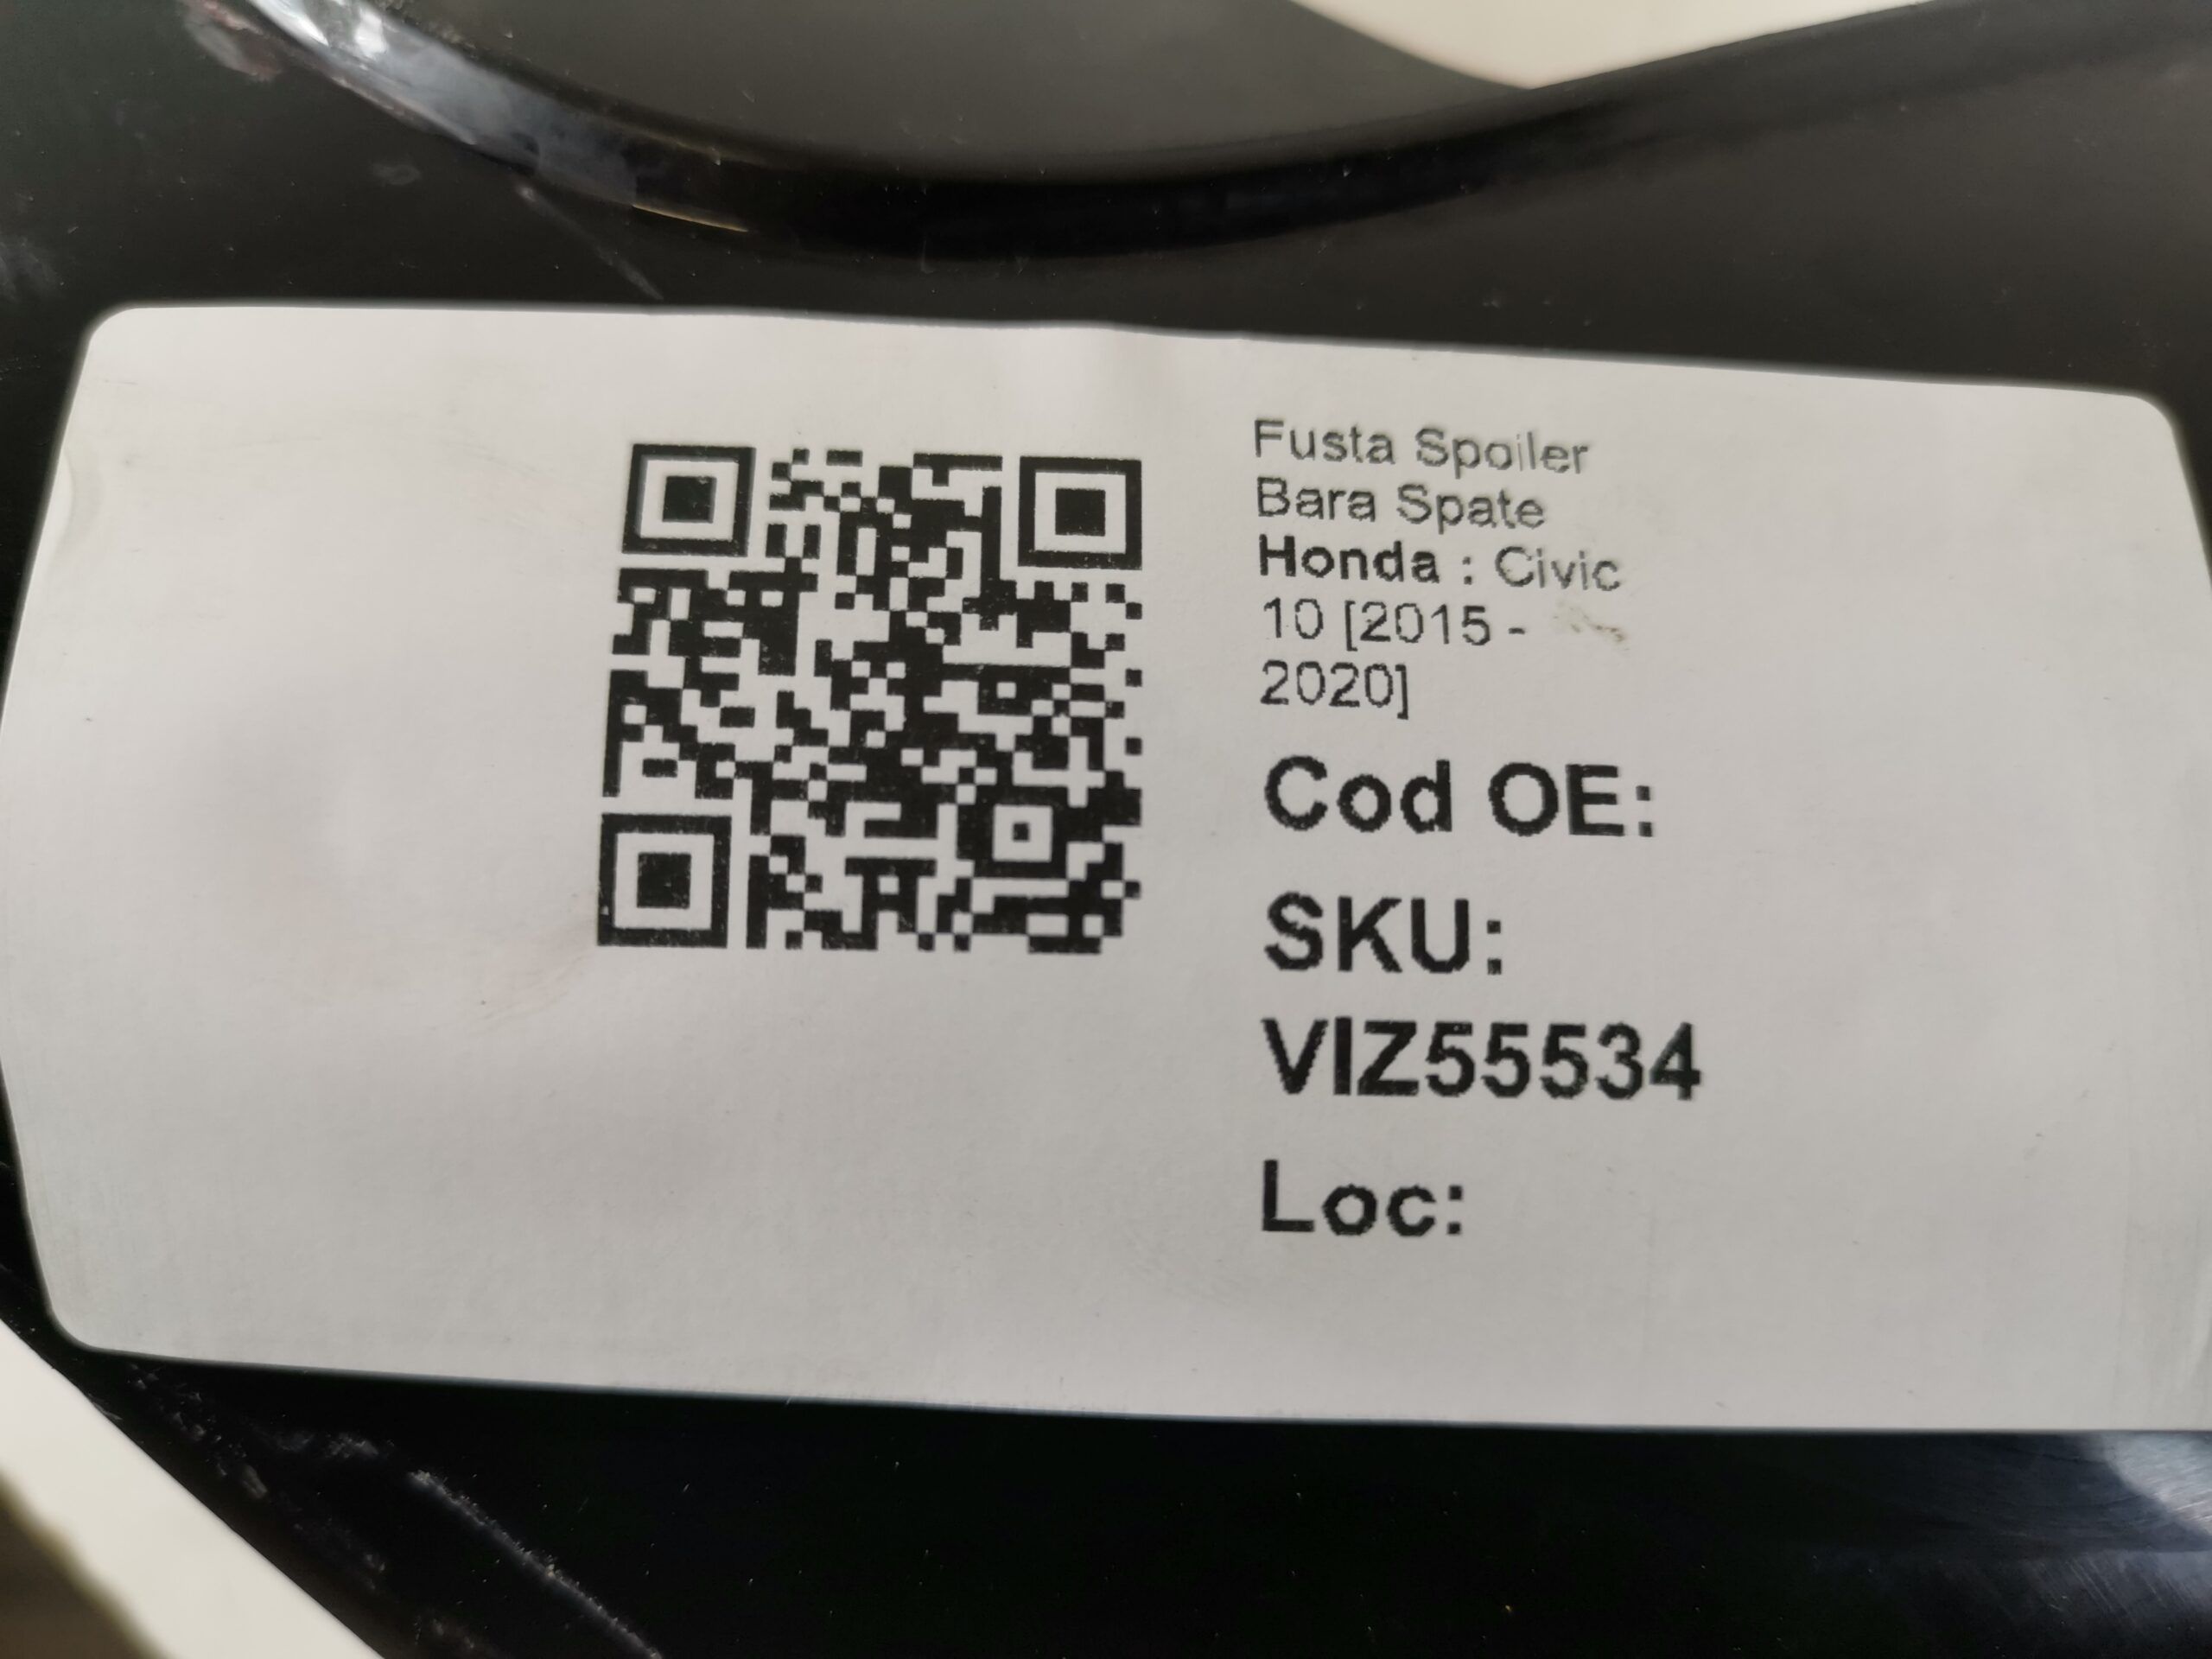 Fusta Spoiler
Bara Spate
Honda : Civic
10 [2015 -
2020]
Cod OE:
SKU:
VIZ55534
Loc: